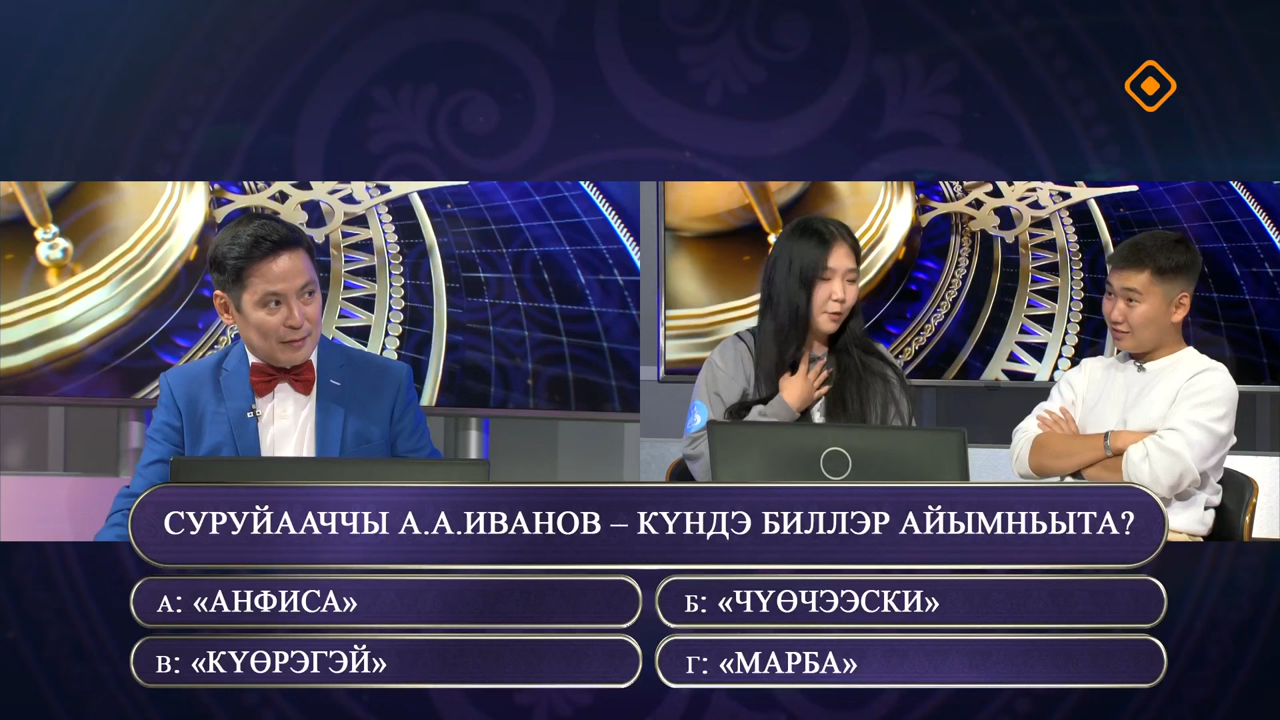 СУРУЙААЧЧЫ А.А.ИВАНОВ – КҮНДЭ БИЛЛЭР АЙЫМНЬЫТА?
А: «АНФИСА»
Б: «ЧҮӨЧЭЭСКИ»
В: «КҮӨРЭГЭЙ»
Г: «МАРБА»